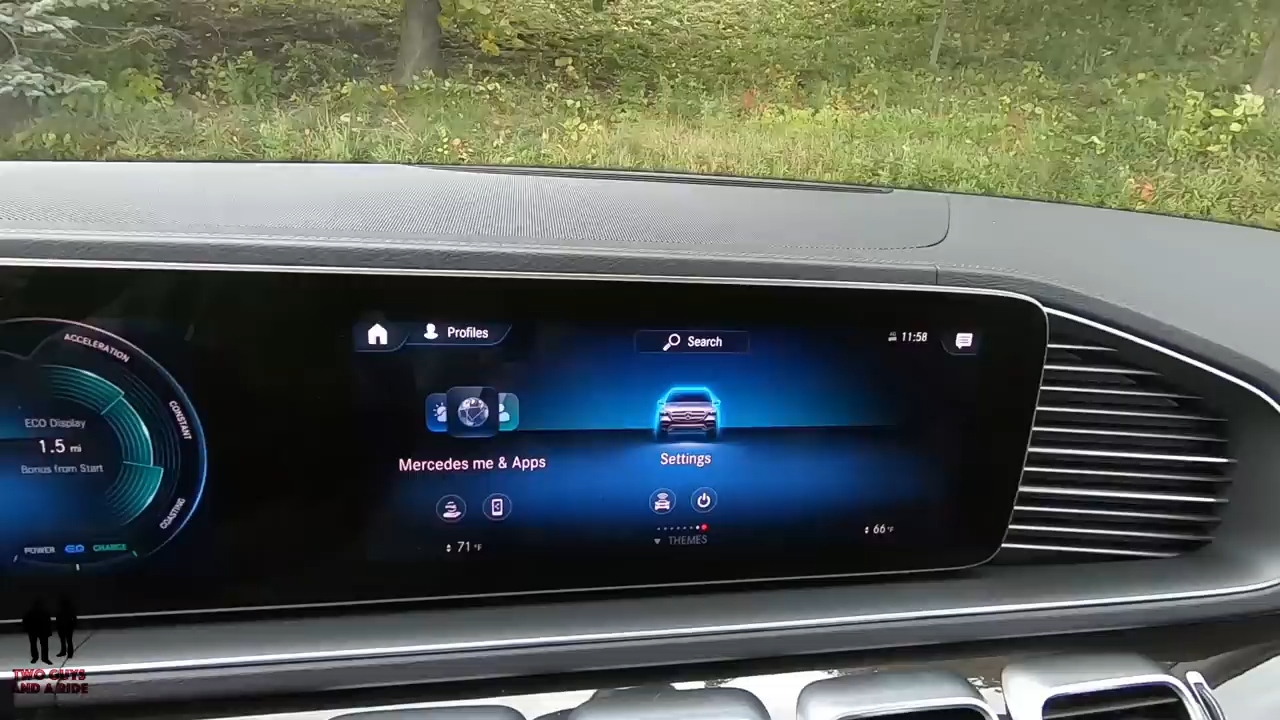 Profiles
Search
11:58
ACCELERATION
CONSTANT
COASTING
ECO Display
1.5 mi
Bonus from Start
POWER
CHARGE
Mercedes me & Apps
Settings
71°F
THEMES
66°F
TWO GUYS
AND A RIDE